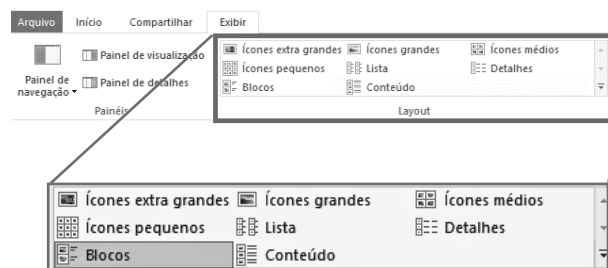 Arquivo Início Compartilhar Exibir
Painel de navegação
Painel de visualização
Painel de detalhes
Painéis
Ícones extra grandes Ícones grandes Ícones médios
Ícones pequenos Lista Detalhes
Blocos Conteúdo
Layout
Ícones extra grandes Ícones grandes Ícones médios
Ícones pequenos Lista Detalhes
Blocos Conteúdo